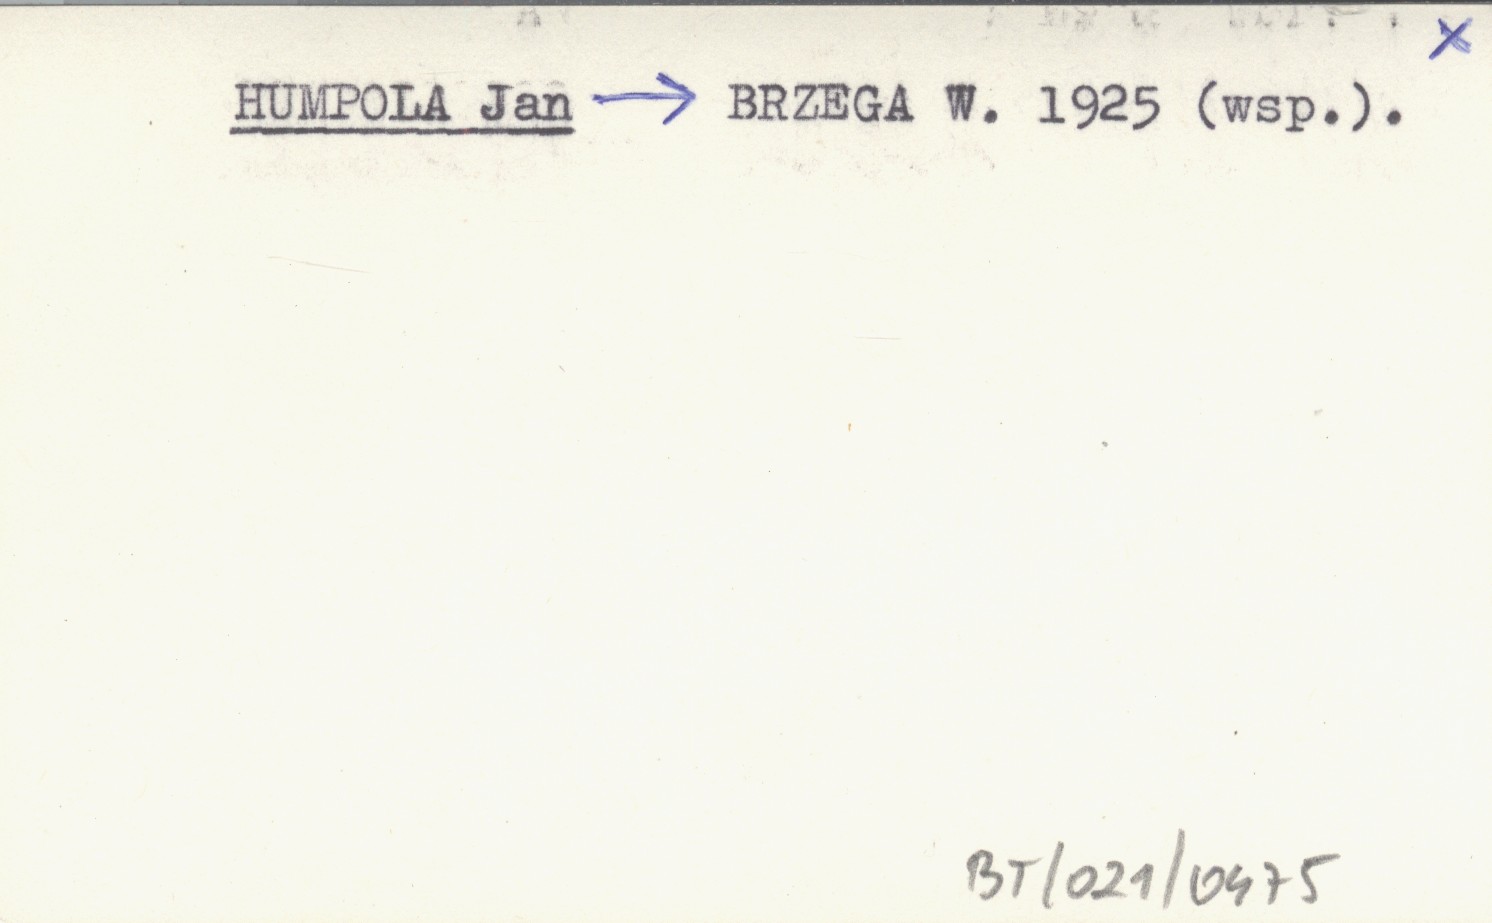 HUMPOLA Jan → BRZEGA W. 1925 (wsp.).
BT/021/0475